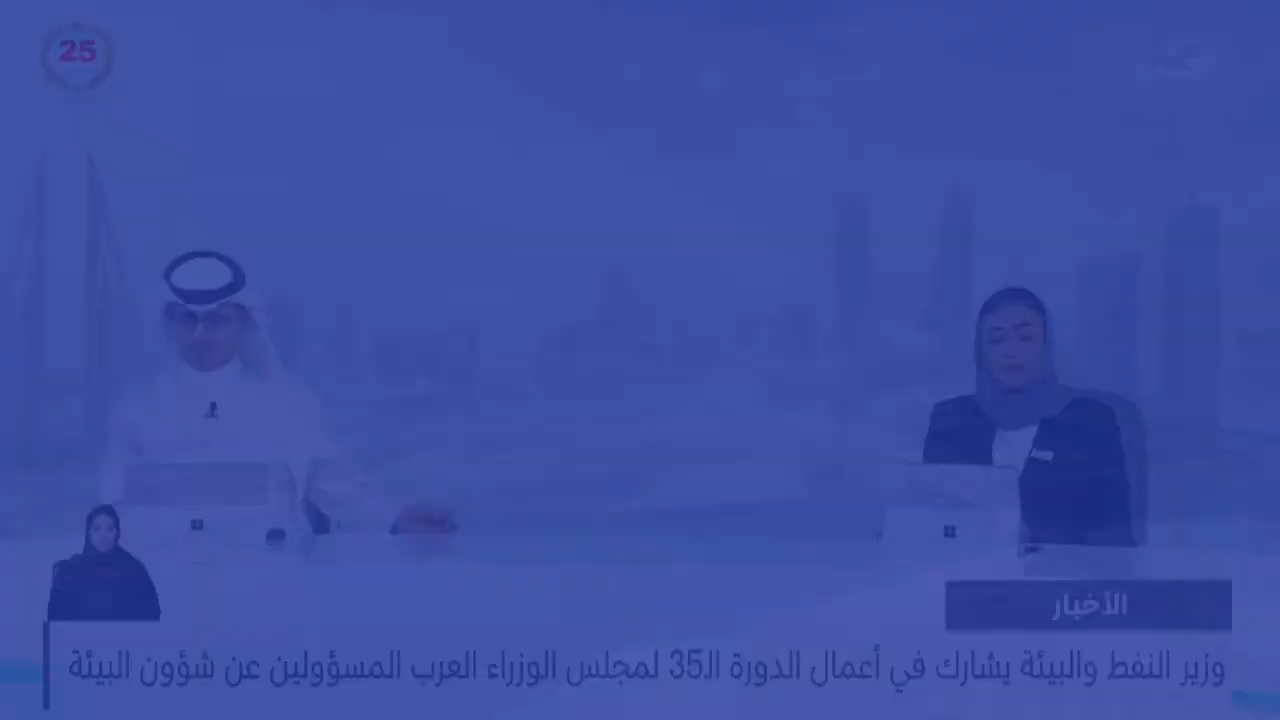 25
الأخبار
وزير النفط والبيئة يشارك في أعمال الدورة الـ35 لمجلس الوزراء العرب المسؤولين عن شؤون البيئة